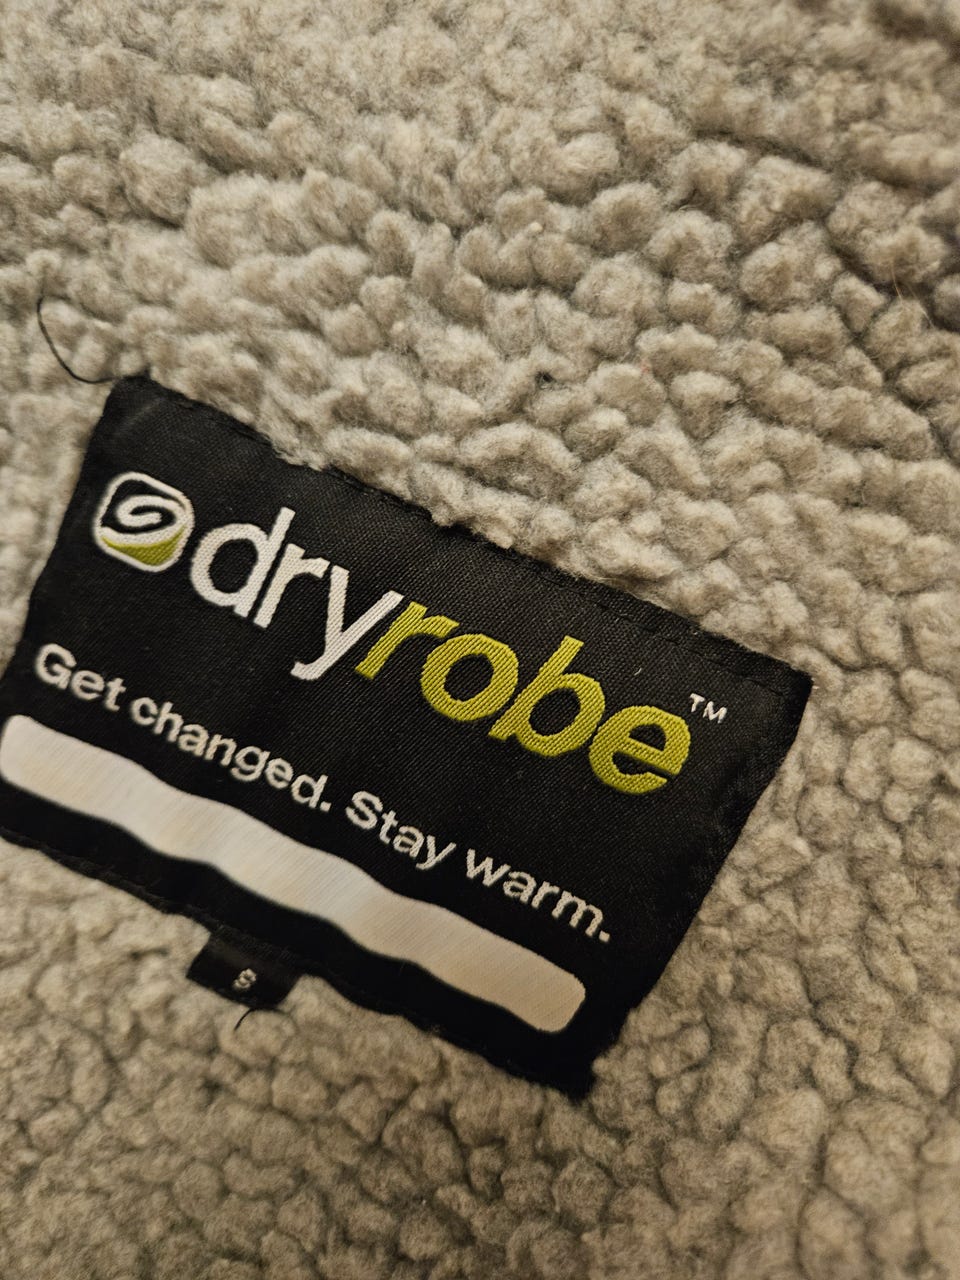 dryrobe™
Get changed. Stay warm.
S